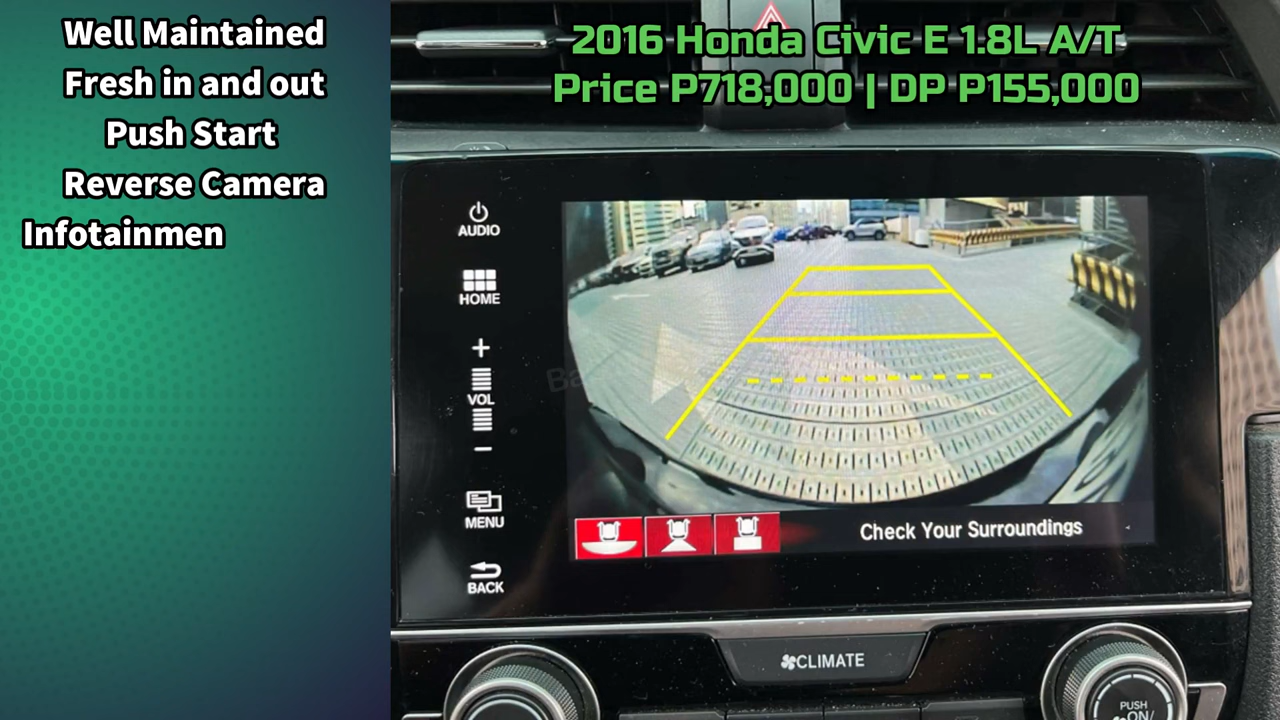 Well Maintained
Fresh in and out
Push Start
Reverse Camera
Infotainmen
2016 Honda Civic E 1.8L A/T
Price P718,000 | DP P155,000
AUDIO
HOME
+
VOL
−
MENU
BACK
Check Your Surroundings
CLIMATE
PUSH
ON/